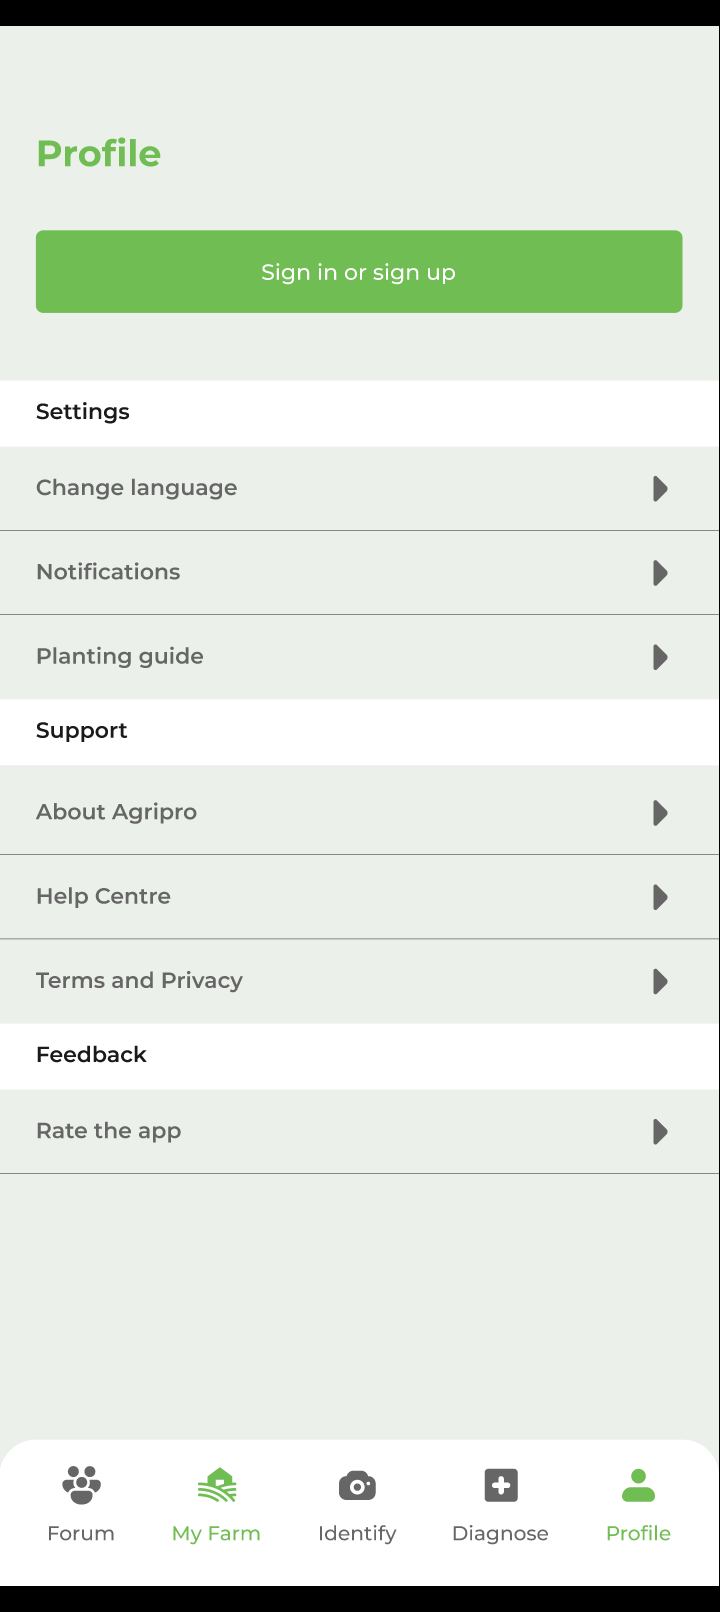 Profile
Sign in or sign up
Settings
Change language
Notifications
Planting guide
Support
About Agripro
Help Centre
Terms and Privacy
Feedback
Rate the app
Forum
My Farm
Identify
Diagnose
Profile